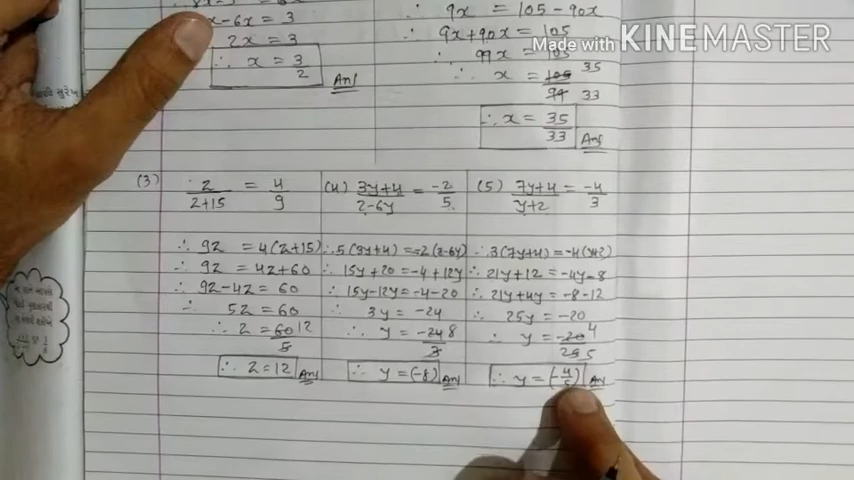 x-6x = 3
2x = 3
∴ x = 3/2 Ans
∴ 9x = 105 - 90x
∴ 9x+90x = 105
∴ 99x = 105
∴ x = 105/99 35 33
∴ x = 35/33 Ans
Made with KINEMASTER
(3) z/(z+15) = 4/9
∴ 9z = 4(z+15)
∴ 9z = 4z+60
∴ 9z-4z = 60
∴ 5z = 60
∴ z = 60/5 12
∴ z = 12 Ans
(4) (3y+4)/(2-6y) = -2/5
∴ 5(3y+4) = -2(2-6y)
∴ 15y+20 = -4+12y
∴ 15y-12y = -4-20
∴ 3y = -24
∴ y = -24/3 8
∴ y = (-8) Ans
(5) (7y+4)/(y+2) = -4/3
∴ 3(7y+4) = -4(y+2)
∴ 21y+12 = -4y-8
∴ 21y+4y = -8-12
∴ 25y = -20
∴ y = -20/25 4 5
∴ y = (-4/5) Ans